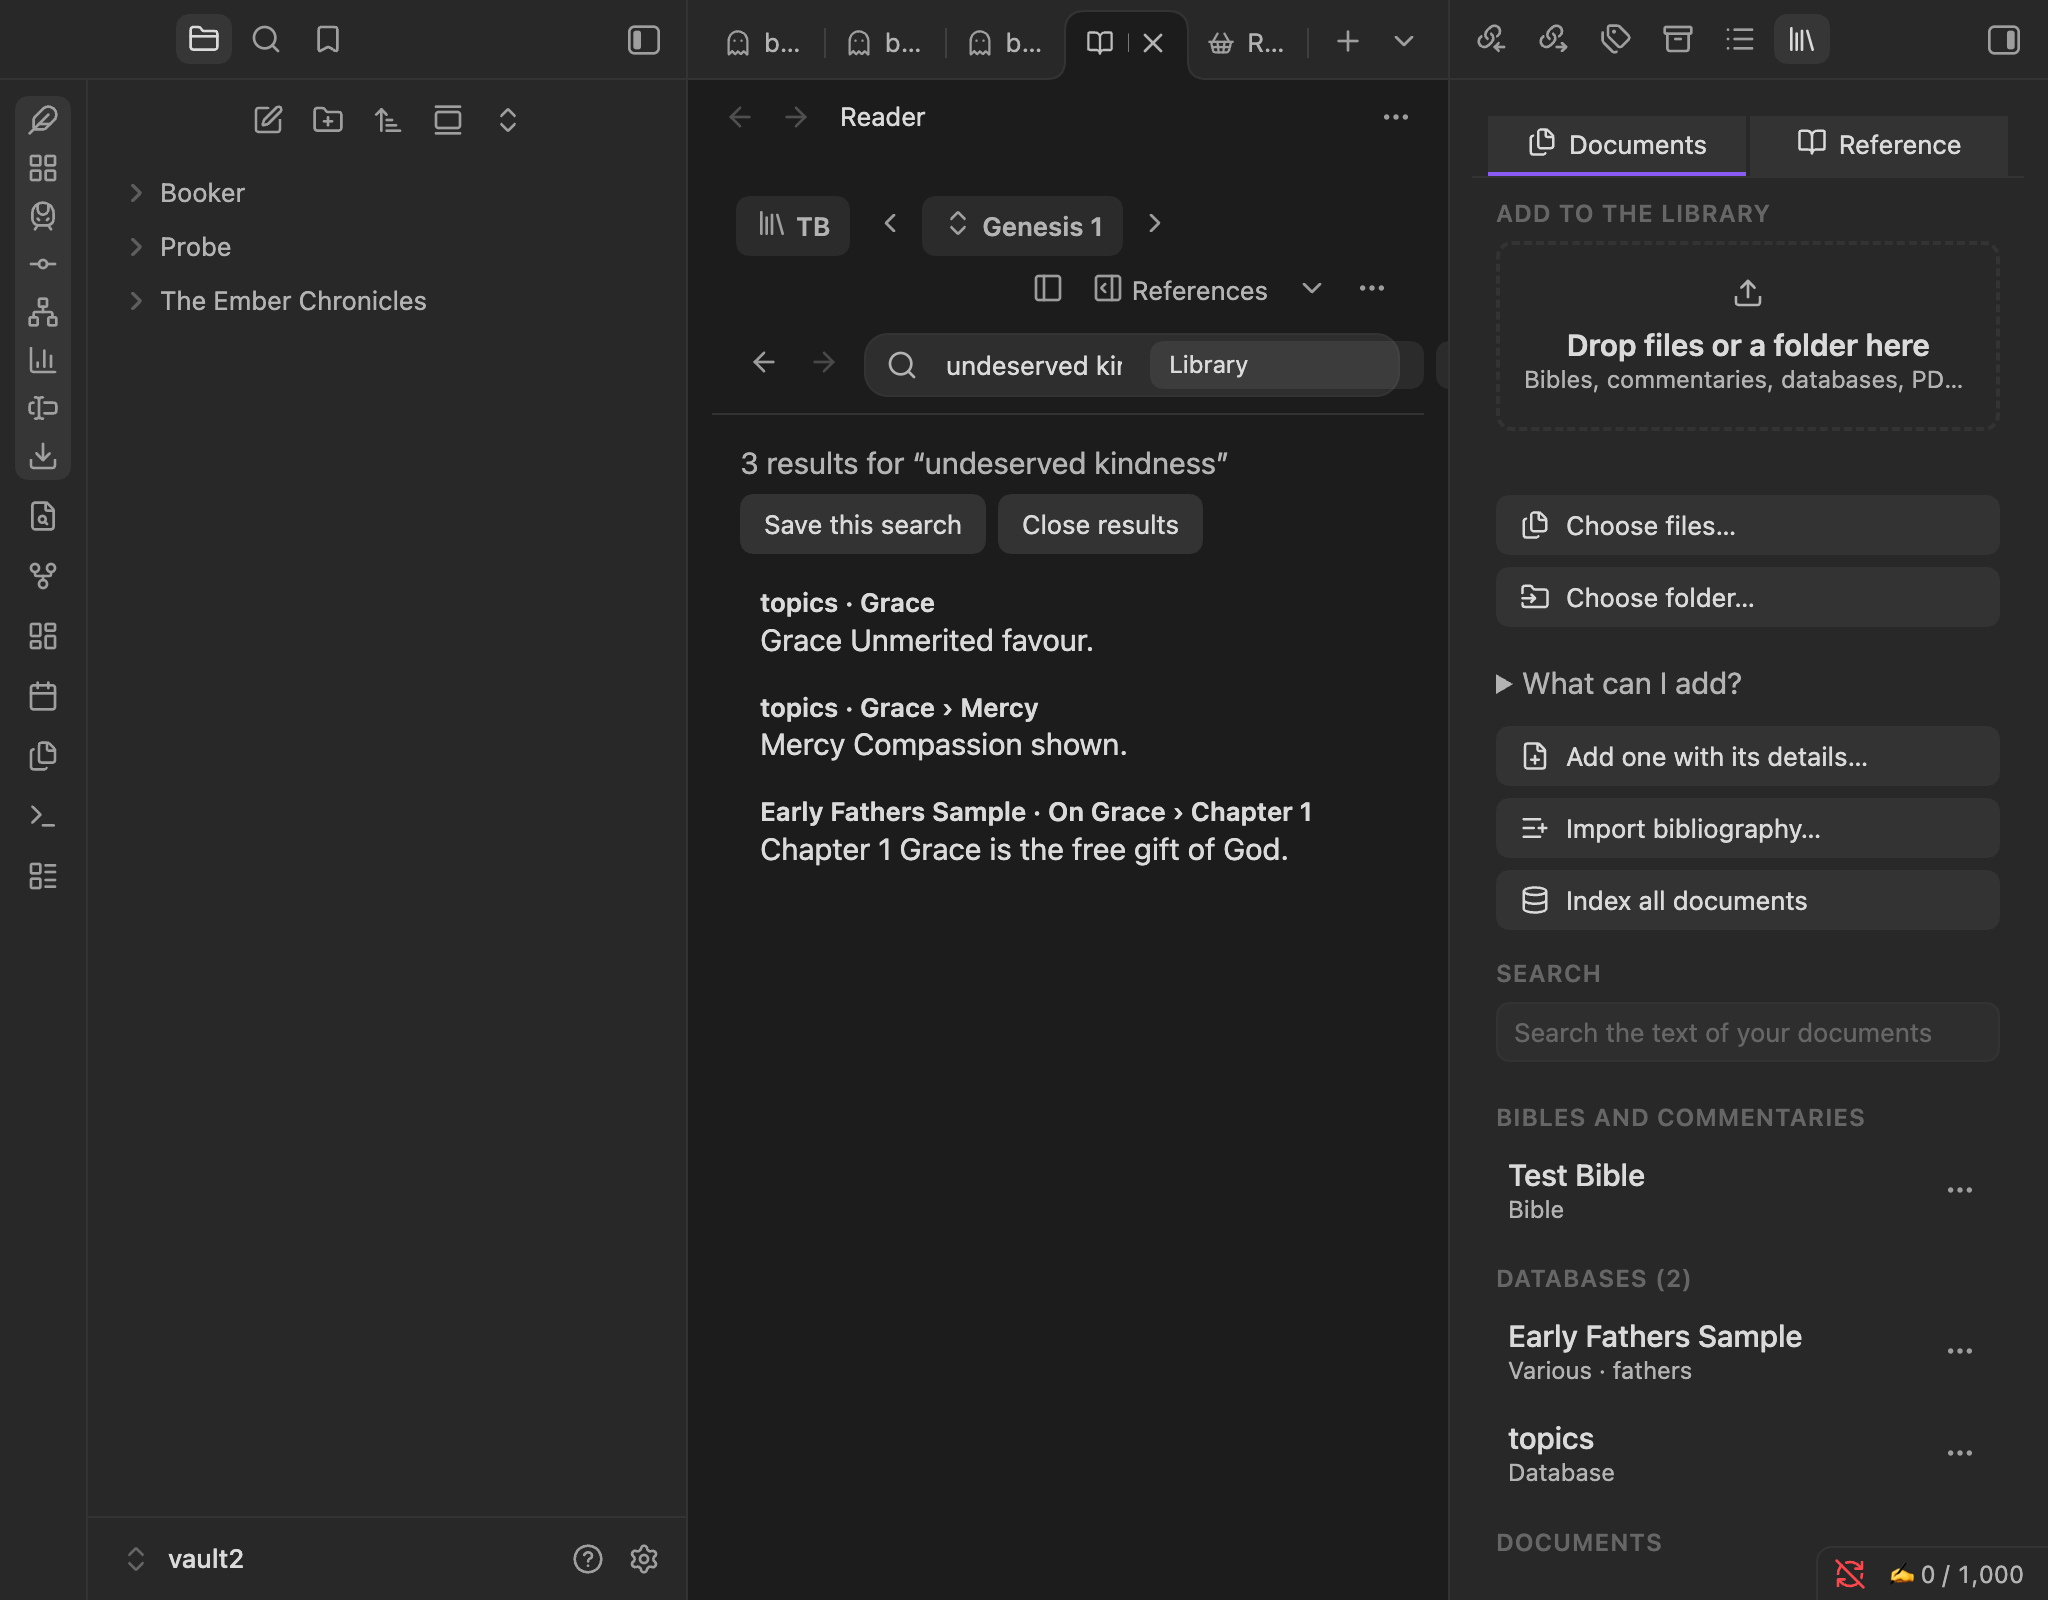 b...
b...
b...
R...
Booker
Probe
The Ember Chronicles
vault2
Reader
TB
Genesis 1
References
undeserved kir
Library
3 results for “undeserved kindness”
Save this search
Close results
topics · Grace
Grace Unmerited favour.
topics · Grace › Mercy
Mercy Compassion shown.
Early Fathers Sample · On Grace › Chapter 1
Chapter 1 Grace is the free gift of God.
Documents
Reference
ADD TO THE LIBRARY
Drop files or a folder here
Bibles, commentaries, databases, PD...
Choose files...
Choose folder...
What can I add?
Add one with its details...
Import bibliography...
Index all documents
SEARCH
Search the text of your documents
BIBLES AND COMMENTARIES
Test Bible
Bible
DATABASES (2)
Early Fathers Sample
Various · fathers
topics
Database
DOCUMENTS
✍️ 0 / 1,000